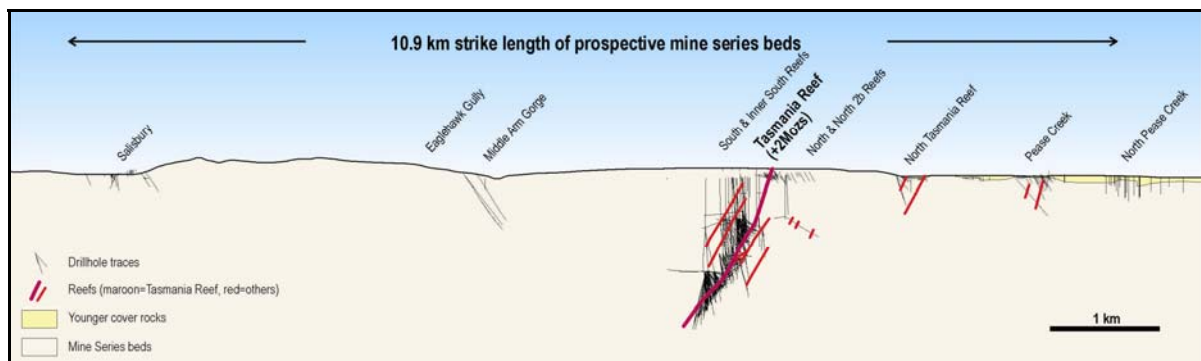 10.9 km strike length of prospective mine series beds
Salisbury
Eaglehawk Gully
Middle Arm Gorge
South & Inner South Reefs
Tasmania Reef
(+2Mozs)
North & North 2b Reefs
North Tasmania Reef
Pease Creek
North Pease Creek
Drillhole traces
Reefs (maroon=Tasmania Reef, red=others)
Younger cover rocks
Mine Series beds
1 km